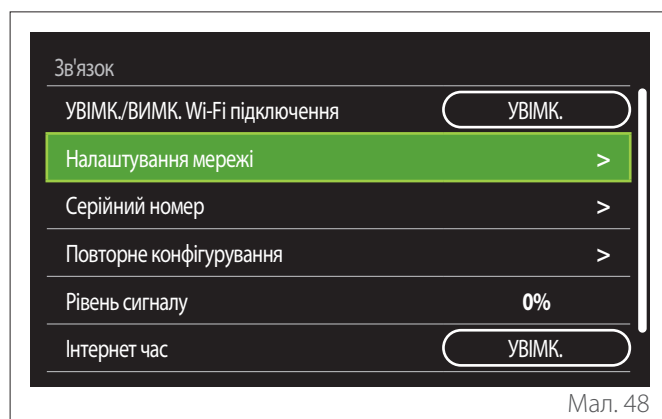 Зв'язок
УВІМК./ВИМК. Wi-Fi підключення УВІМК.
Налаштування мережі >
Серійний номер >
Повторне конфігурування >
Рівень сигналу 0%
Інтернет час УВІМК.
Мал. 48